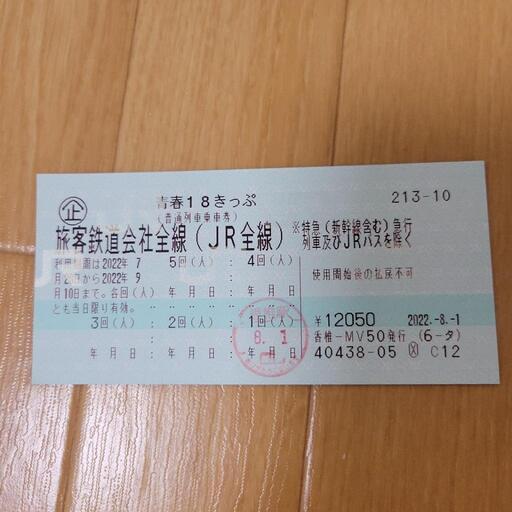 青春18きっぷ
213-10
企
(普通列車乗車券)
旅客鉄道会社全線(JR全線)
※特急(新幹線含む)急行
列車及びJRバスを除く
利用期間は2022年 7 5回(人) : 4回(人)
月2 日から2022年 9
使用開始後の払戻不可
月10日まで。各回(人) 年 月 日 : 年 月 日
とも当日限り有効。
3回(人) : 2回(人) : 1回(人)
¥12050 2022.-8.-1
8.-1
香椎-MV50発行 (6-タ)
年 月 日 : 年 月 日 : 年 月 日
40438-05 ⓧ C12